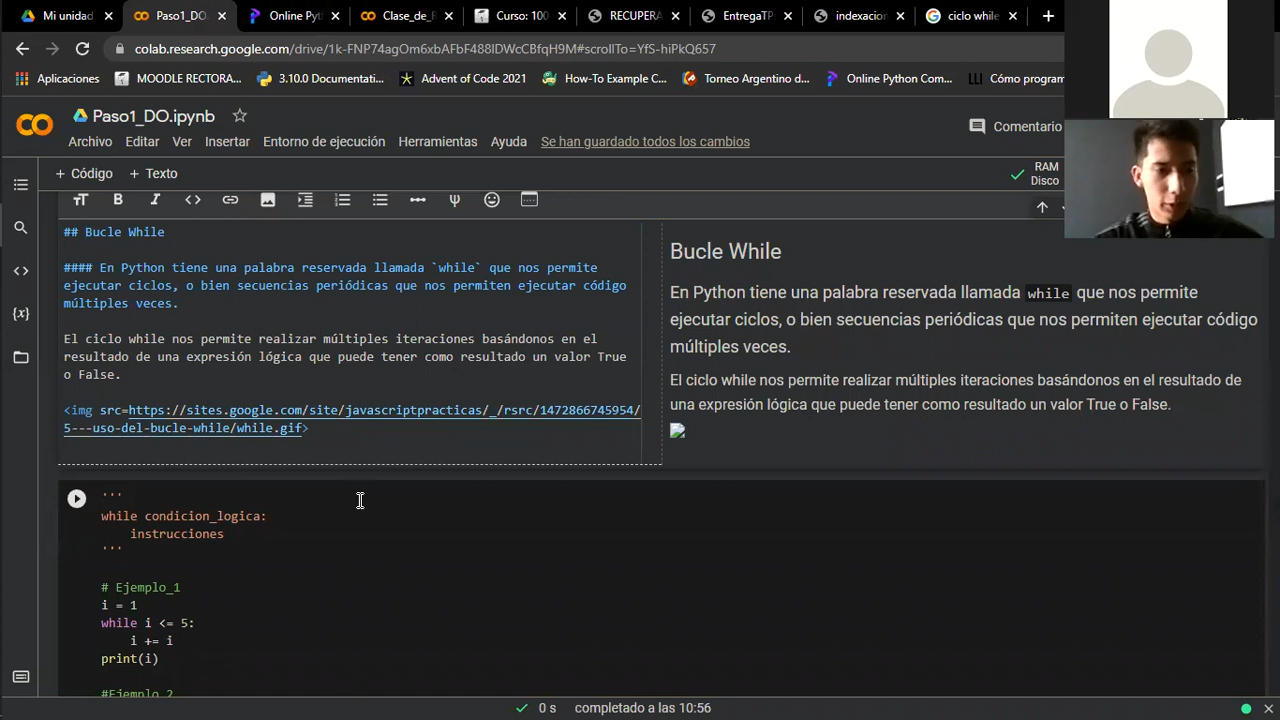 Mi unidad
Paso1_DO.
Online Pyt
Clase_de_
Curso: 100
RECUPERA
EntregaTP
indexacion
ciclo while
colab.research.google.com/drive/1k-FNP74agOm6xbAFbF488lDWcCBfqH9M#scrollTo=YfS-hiPkQ657
Aplicaciones
MOODLE RECTORA...
3.10.0 Documentati...
Advent of Code 2021
How-To Example C...
Torneo Argentino d...
Online Python Com...
Cómo program
Paso1_DO.ipynb
Archivo Editar Ver Insertar Entorno de ejecución Herramientas Ayuda Se han guardado todos los cambios
Comentario
+ Código + Texto
RAM
Disco
## Bucle While
#### En Python tiene una palabra reservada llamada `while` que nos permite
ejecutar ciclos, o bien secuencias periódicas que nos permiten ejecutar código
múltiples veces.
El ciclo while nos permite realizar múltiples iteraciones basándonos en el
resultado de una expresión lógica que puede tener como resultado un valor True
o False.
<img src=https://sites.google.com/site/javascriptpracticas/_/rsrc/1472866745954/
5---uso-del-bucle-while/while.gif>
Bucle While
En Python tiene una palabra reservada llamada while que nos permite
ejecutar ciclos, o bien secuencias periódicas que nos permiten ejecutar código
múltiples veces.
El ciclo while nos permite realizar múltiples iteraciones basándonos en el resultado de
una expresión lógica que puede tener como resultado un valor True o False.
'''
while condicion_logica:
instrucciones
'''
# Ejemplo_1
i = 1
while i <= 5:
i += i
print(i)
#Ejemplo 2
0 s completado a las 10:56